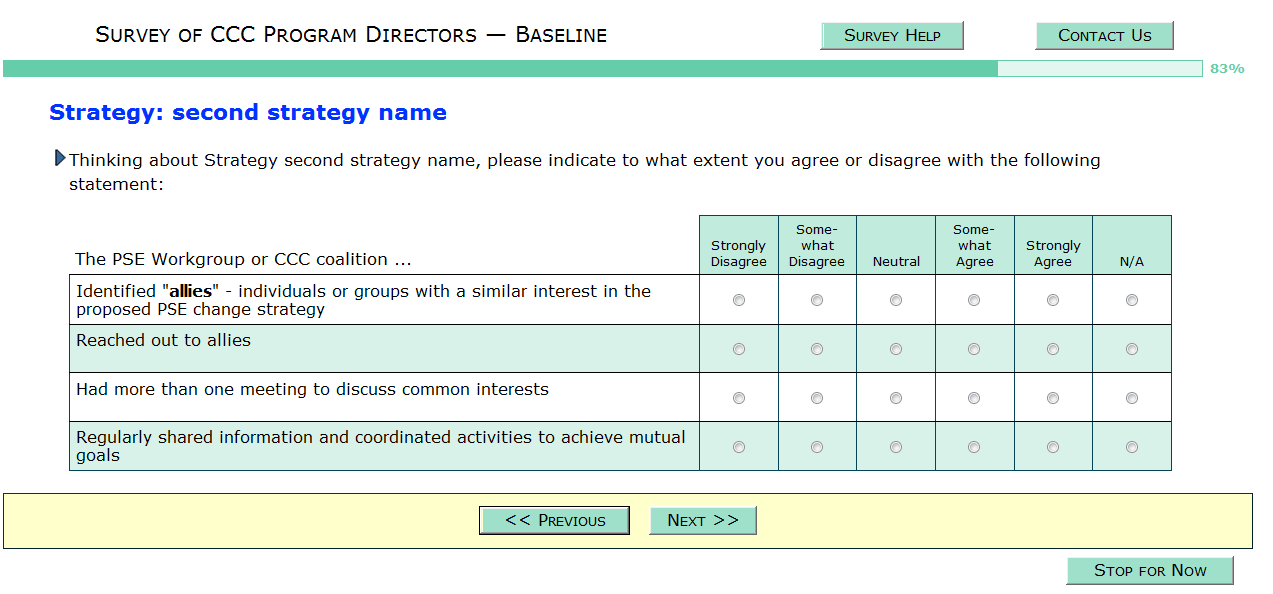 SURVEY OF CCC PROGRAM DIRECTORS — BASELINE
SURVEY HELP
CONTACT US
83%
Strategy: second strategy name
Thinking about Strategy second strategy name, please indicate to what extent you agree or disagree with the following
statement:
The PSE Workgroup or CCC coalition ...
Strongly
Disagree
Some-
what
Disagree
Neutral
Some-
what
Agree
Strongly
Agree
N/A
Identified "allies" - individuals or groups with a similar interest in the
proposed PSE change strategy
Reached out to allies
Had more than one meeting to discuss common interests
Regularly shared information and coordinated activities to achieve mutual
goals
<< PREVIOUS
NEXT >>
STOP FOR NOW